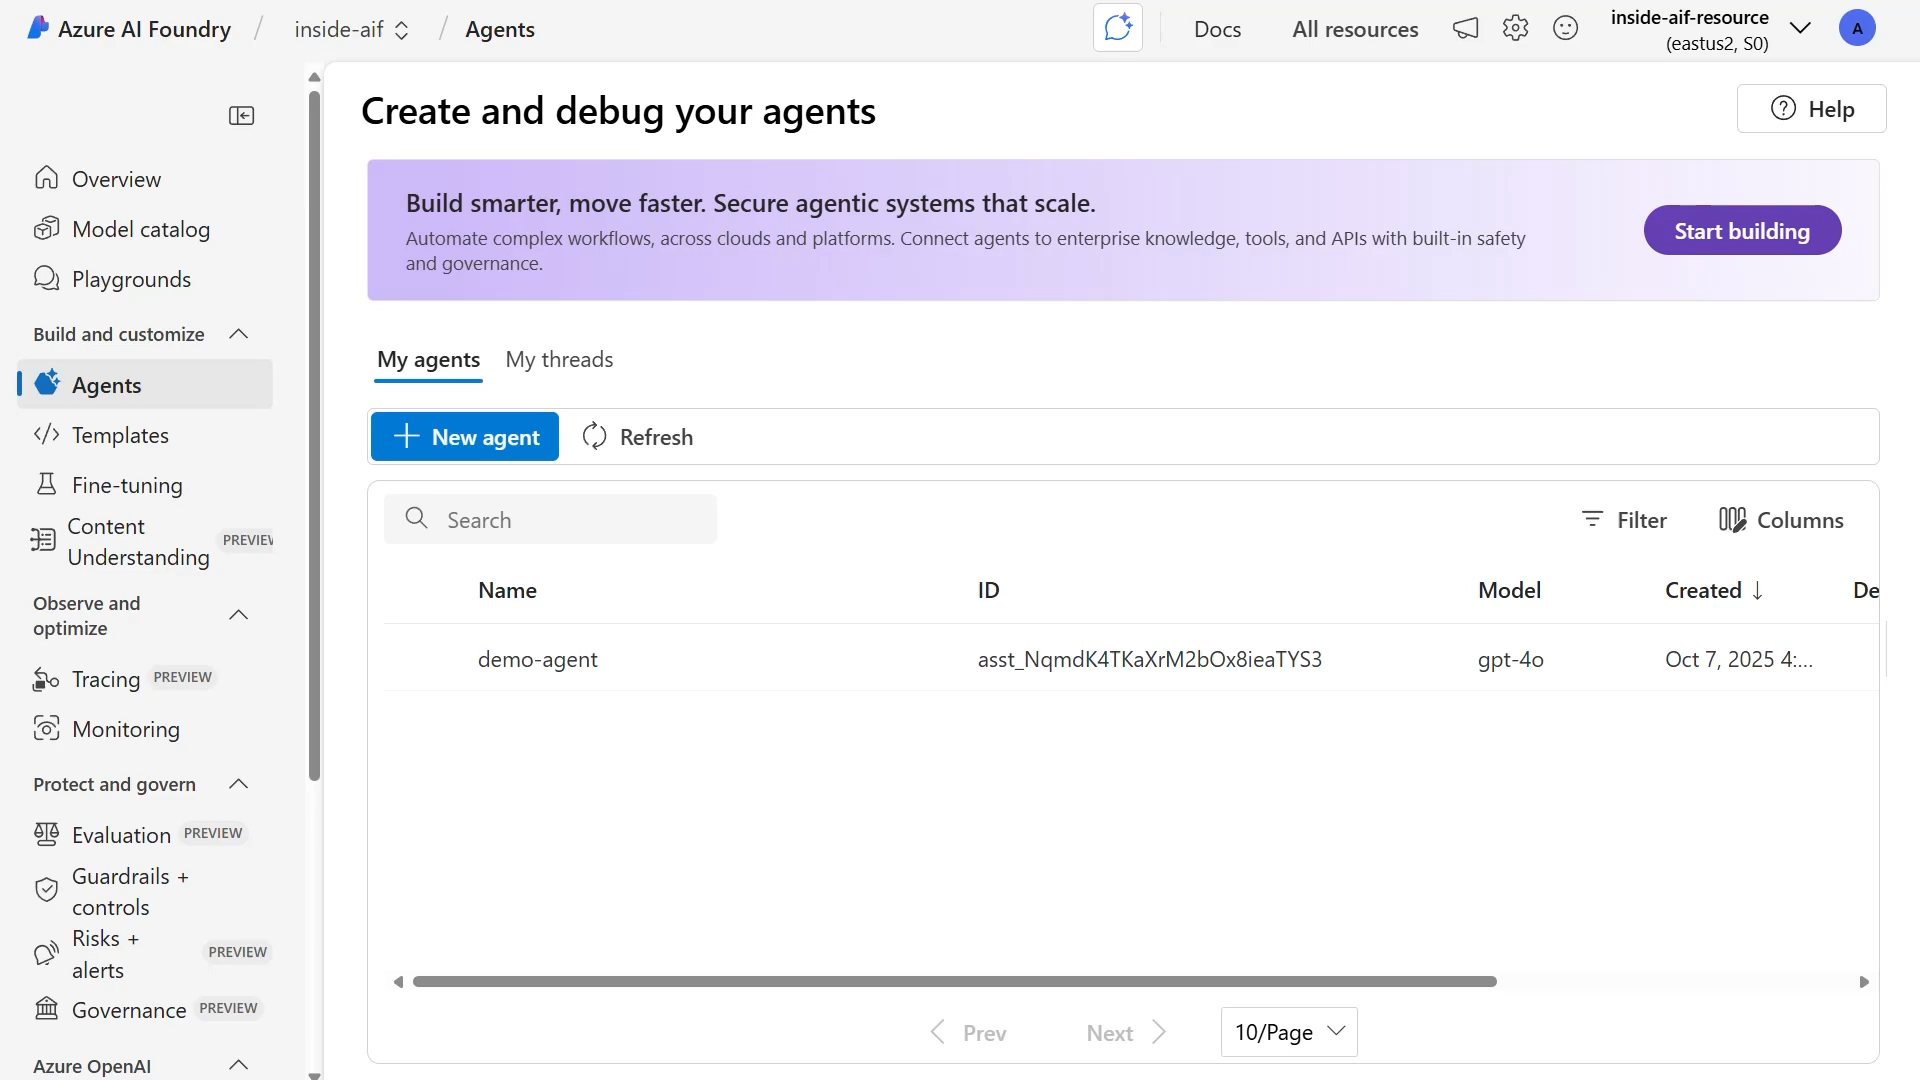 Azure AI Foundry / inside-aif / Agents
Docs
All resources
inside-aif-resource
(eastus2, S0)
A
Overview
Model catalog
Playgrounds
Build and customize
Agents
Templates
Fine-tuning
Content
Understanding
PREVIEW
Observe and
optimize
Tracing PREVIEW
Monitoring
Protect and govern
Evaluation PREVIEW
Guardrails +
controls
Risks +
alerts
PREVIEW
Governance PREVIEW
Azure OpenAI
Create and debug your agents
Help
Build smarter, move faster. Secure agentic systems that scale.
Automate complex workflows, across clouds and platforms. Connect agents to enterprise knowledge, tools, and APIs with built-in safety
and governance.
Start building
My agents My threads
New agent Refresh
Search
Filter Columns
Name ID Model Created ↓ De
demo-agent asst_NqmdK4TKaXrM2bOx8ieaTYS3 gpt-4o Oct 7, 2025 4:...
Prev Next 10/Page